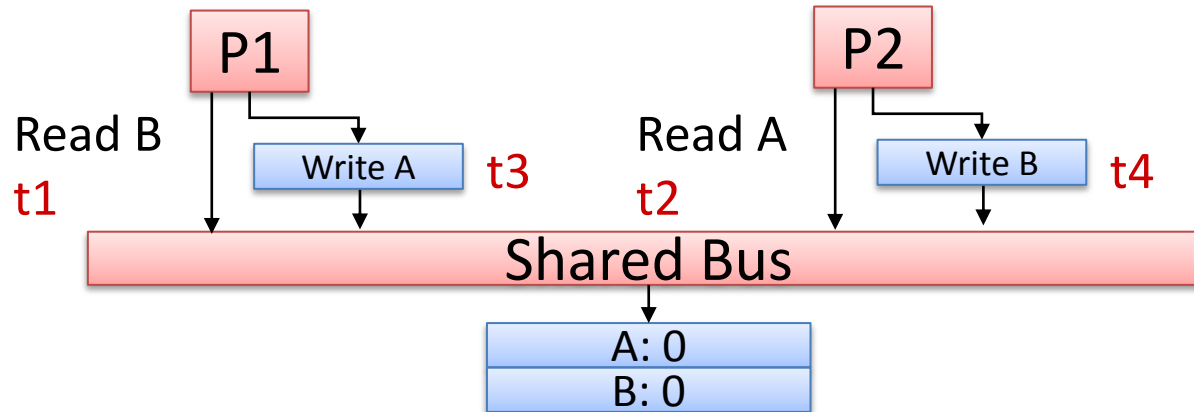 P1
P2
Read B
Write A
t3
t1
Read A
Write B
t4
t2
Shared Bus
A: 0
B: 0